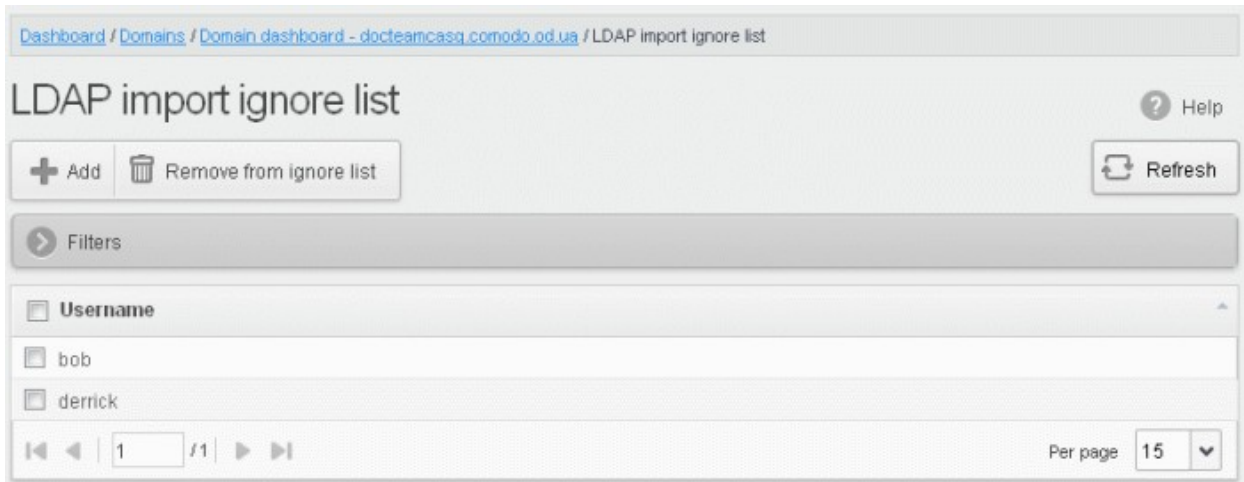 Dashboard / Domains / Domain dashboard - docteamcasg.comodo.od.ua / LDAP import ignore list
LDAP import ignore list
Help
Add
Remove from ignore list
Refresh
Filters
Username
bob
derrick
1 /1
Per page 15